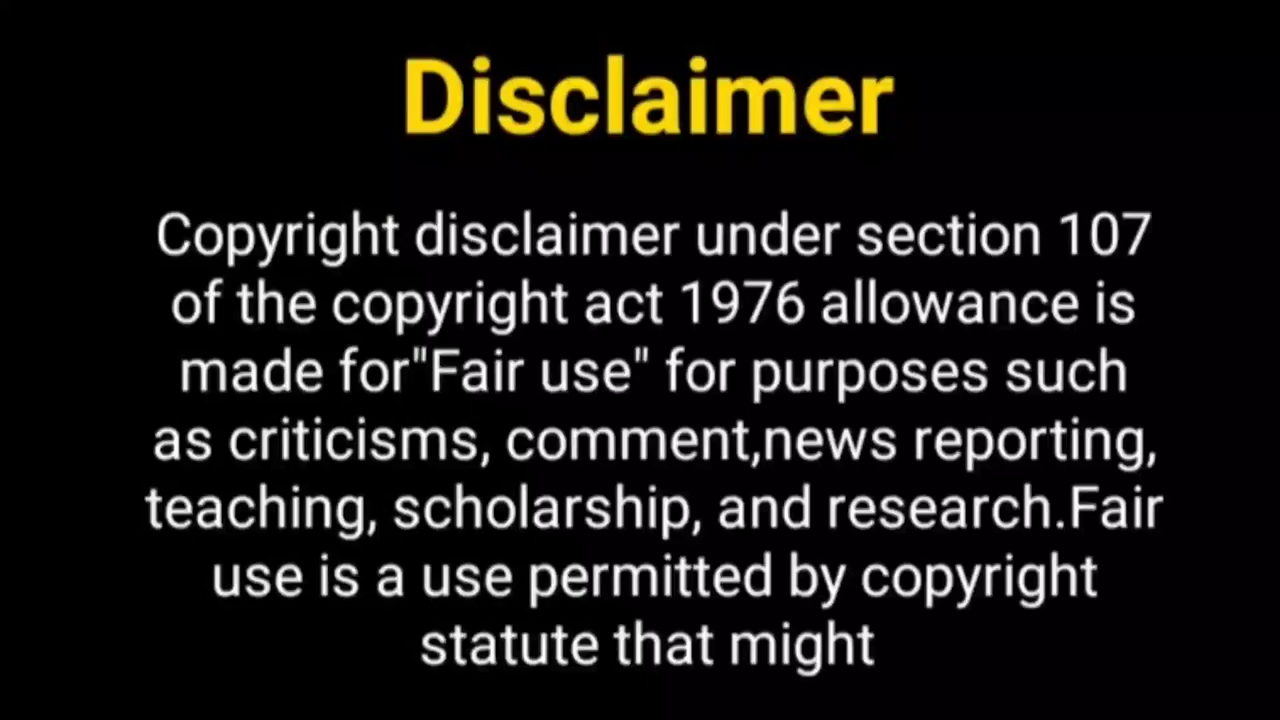 Disclaimer
Copyright disclaimer under section 107
of the copyright act 1976 allowance is
made for"Fair use" for purposes such
as criticisms, comment,news reporting,
teaching, scholarship, and research.Fair
use is a use permitted by copyright
statute that might